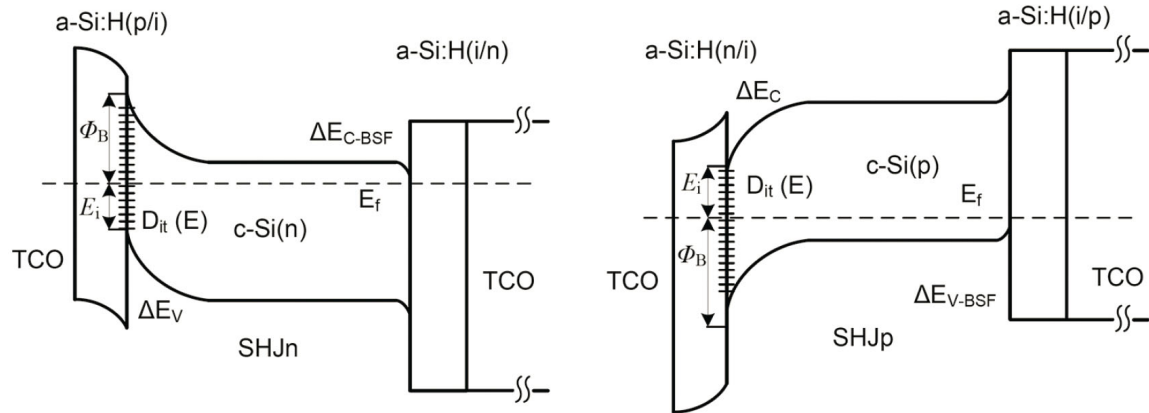 a-Si:H(p/i)
a-Si:H(i/n)
Φ_B
E_i
D_it (E)
ΔE_C-BSF
E_f
c-Si(n)
TCO
TCO
ΔE_V
SHJn
a-Si:H(n/i)
a-Si:H(i/p)
ΔE_C
E_i
D_it (E)
c-Si(p)
E_f
Φ_B
TCO
TCO
ΔE_V-BSF
SHJp